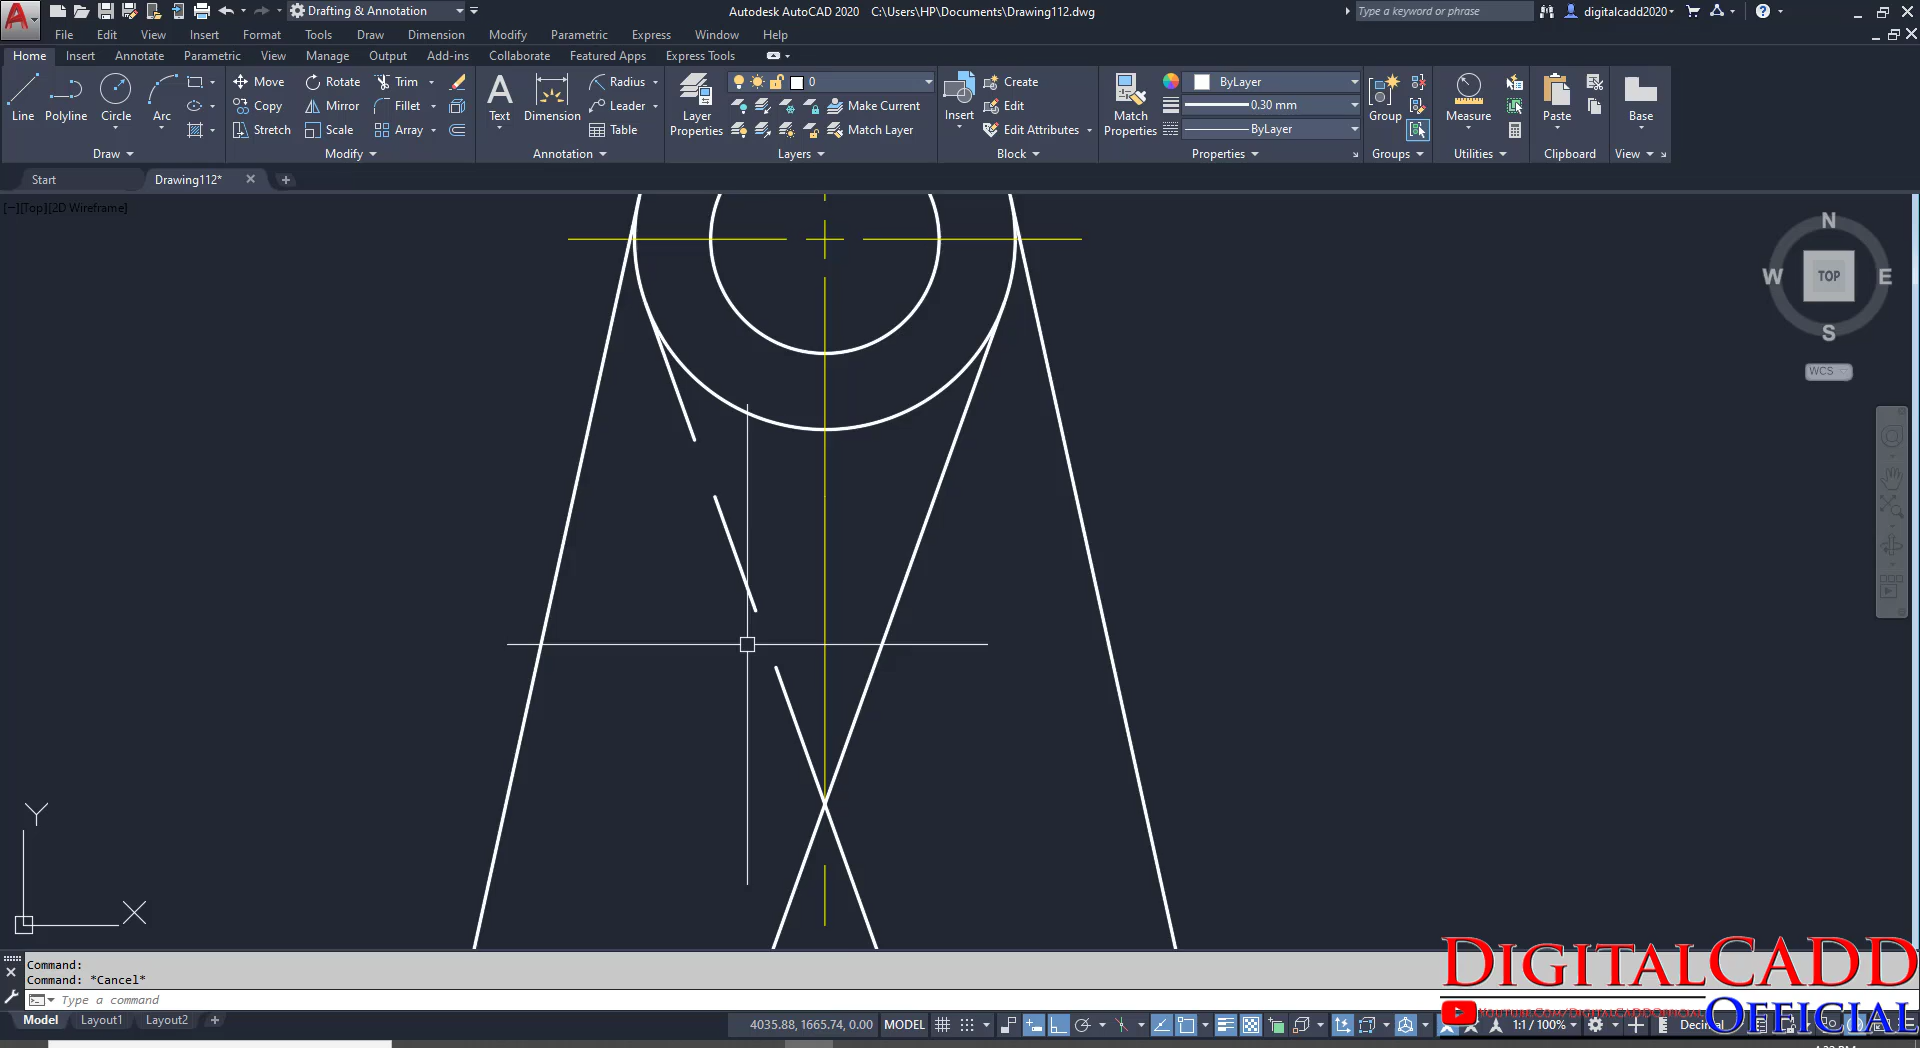 Drafting & Annotation
Autodesk AutoCAD 2020 C:\Users\HP\Documents\Drawing112.dwg
Type a keyword or phrase
digitalcadd2020
File Edit View Insert Format Tools Draw Dimension Modify Parametric Express Window Help
Home Insert Annotate Parametric View Manage Output Add-ins Collaborate Featured Apps Express Tools
Line Polyline Circle Arc
Move Rotate Trim
Copy Mirror Fillet
Stretch Scale Array
Text Dimension
Radius
Leader
Table
Layer Properties
0
Make Current
Match Layer
Insert
Create
Edit
Edit Attributes
Match Properties
ByLayer
0.30 mm
ByLayer
Group
Measure
Paste
Base
Draw Modify Annotation Layers Block Properties Groups Utilities Clipboard View
Start Drawing112*
[−][Top][2D Wireframe]
N
W TOP E
S
WCS
Y
X
Command:
Command: *Cancel*
Type a command
Model Layout1 Layout2
4035.88, 1665.74, 0.00 MODEL
1:1 / 100%
DIGITALCADD
OFFICIAL